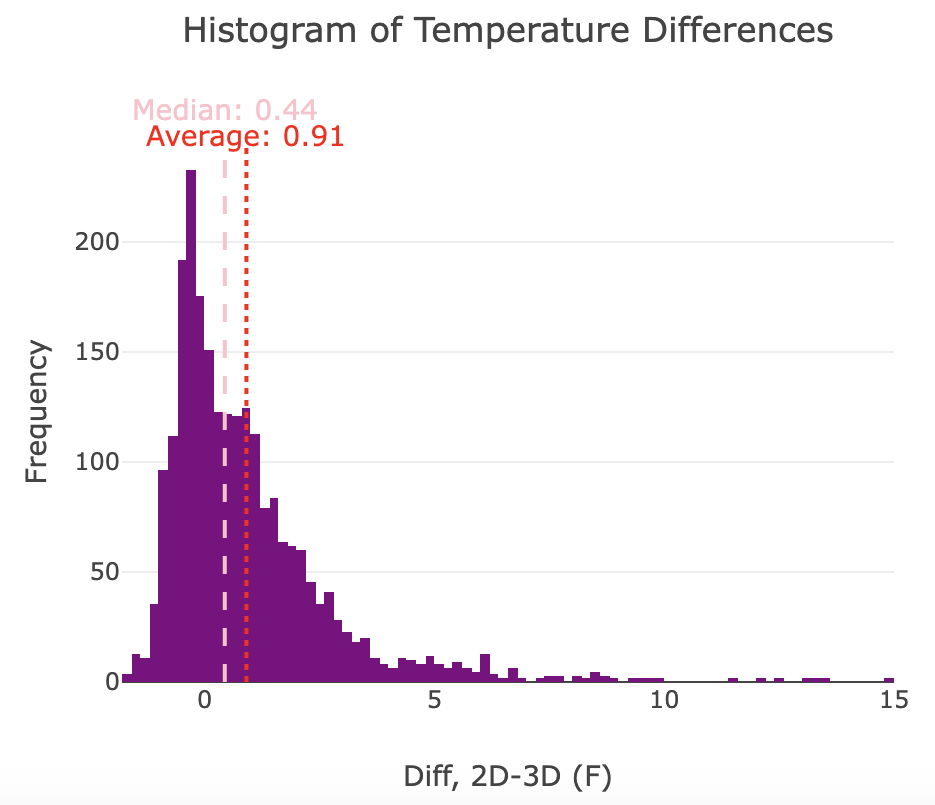 Histogram of Temperature Differences
Median: 0.44
Average: 0.91
200
150
100
50
0
Frequency
0 5 10 15
Diff, 2D-3D (F)